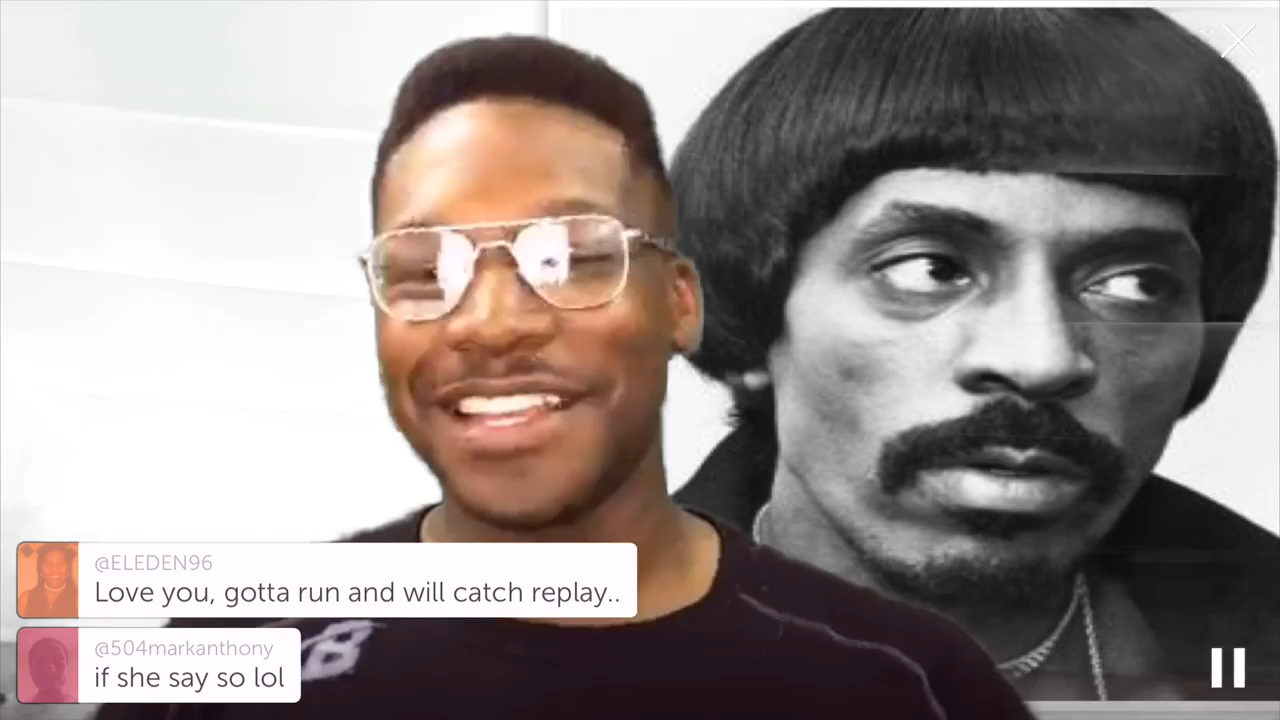 @ELEDEN96
Love you, gotta run and will catch replay..
@504markanthony
if she say so lol